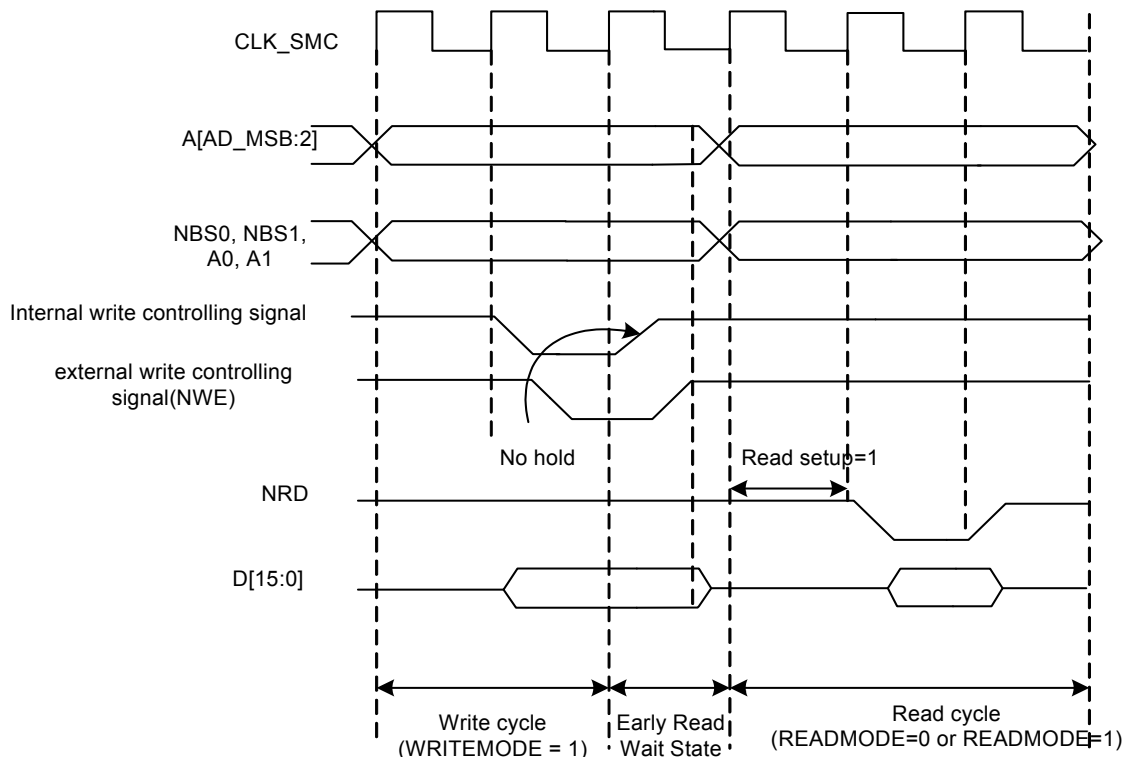 CLK_SMC
A[AD_MSB:2]
NBS0, NBS1,
A0, A1
Internal write controlling signal
external write controlling
signal(NWE)
No hold
Read setup=1
NRD
D[15:0]
Write cycle
(WRITEMODE = 1)
Early Read
Wait State
Read cycle
(READMODE=0 or READMODE=1)